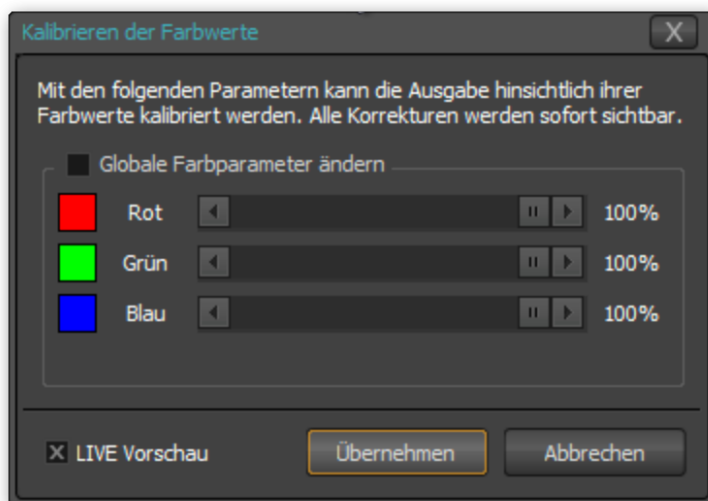 Kalibrieren der Farbwerte X
Mit den folgenden Parametern kann die Ausgabe hinsichtlich ihrer
Farbwerte kalibriert werden. Alle Korrekturen werden sofort sichtbar.
Globale Farbparameter ändern
Rot 100%
Grün 100%
Blau 100%
LIVE Vorschau Übernehmen Abbrechen